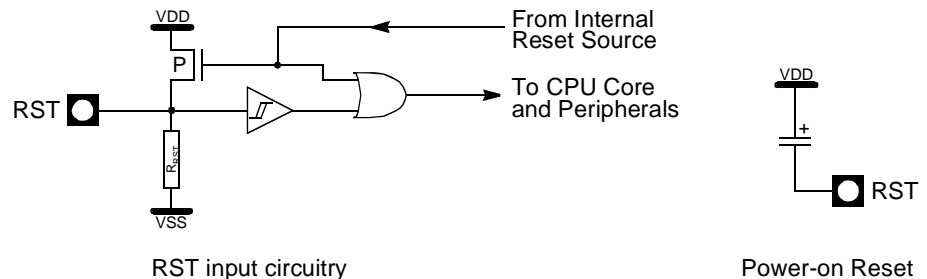 VDD
From Internal
Reset Source
P
To CPU Core
and Peripherals
RST
RRST
VSS
RST input circuitry
VDD
+
RST
Power-on Reset